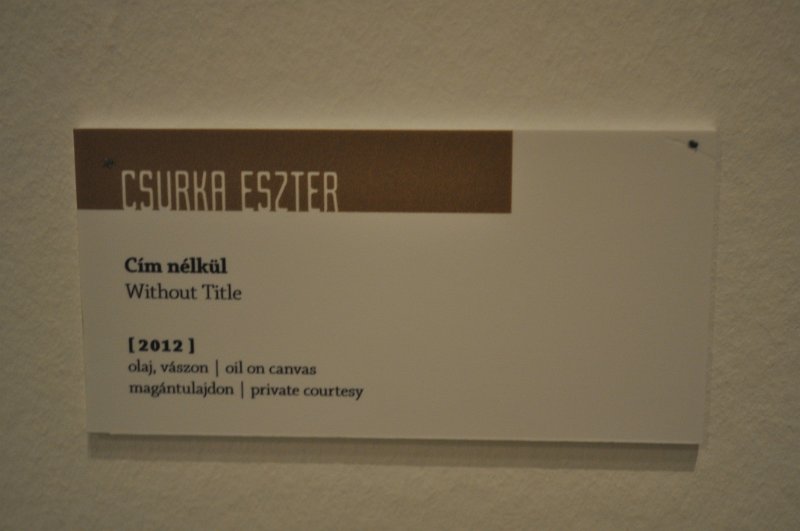 CSURKA ESZTER
Cím nélkül
Without Title
[2012]
olaj, vászon | oil on canvas
magántulajdon | private courtesy